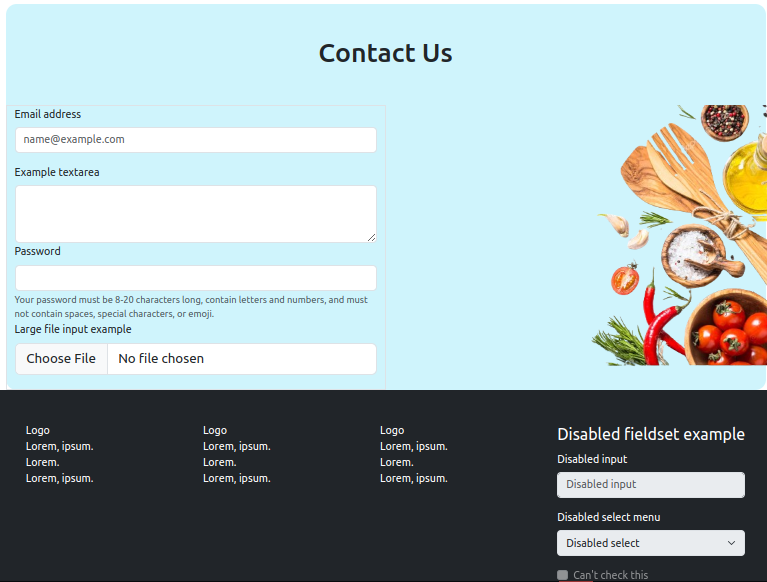 Contact Us
Email address
name@example.com
Example textarea
Password
Your password must be 8-20 characters long, contain letters and numbers, and must
not contain spaces, special characters, or emoji.
Large file input example
Choose File No file chosen
Logo
Lorem, ipsum.
Lorem.
Lorem, ipsum.
Logo
Lorem, ipsum.
Lorem.
Lorem, ipsum.
Logo
Lorem, ipsum.
Lorem.
Lorem, ipsum.
Disabled fieldset example
Disabled input
Disabled input
Disabled select menu
Disabled select
Can't check this